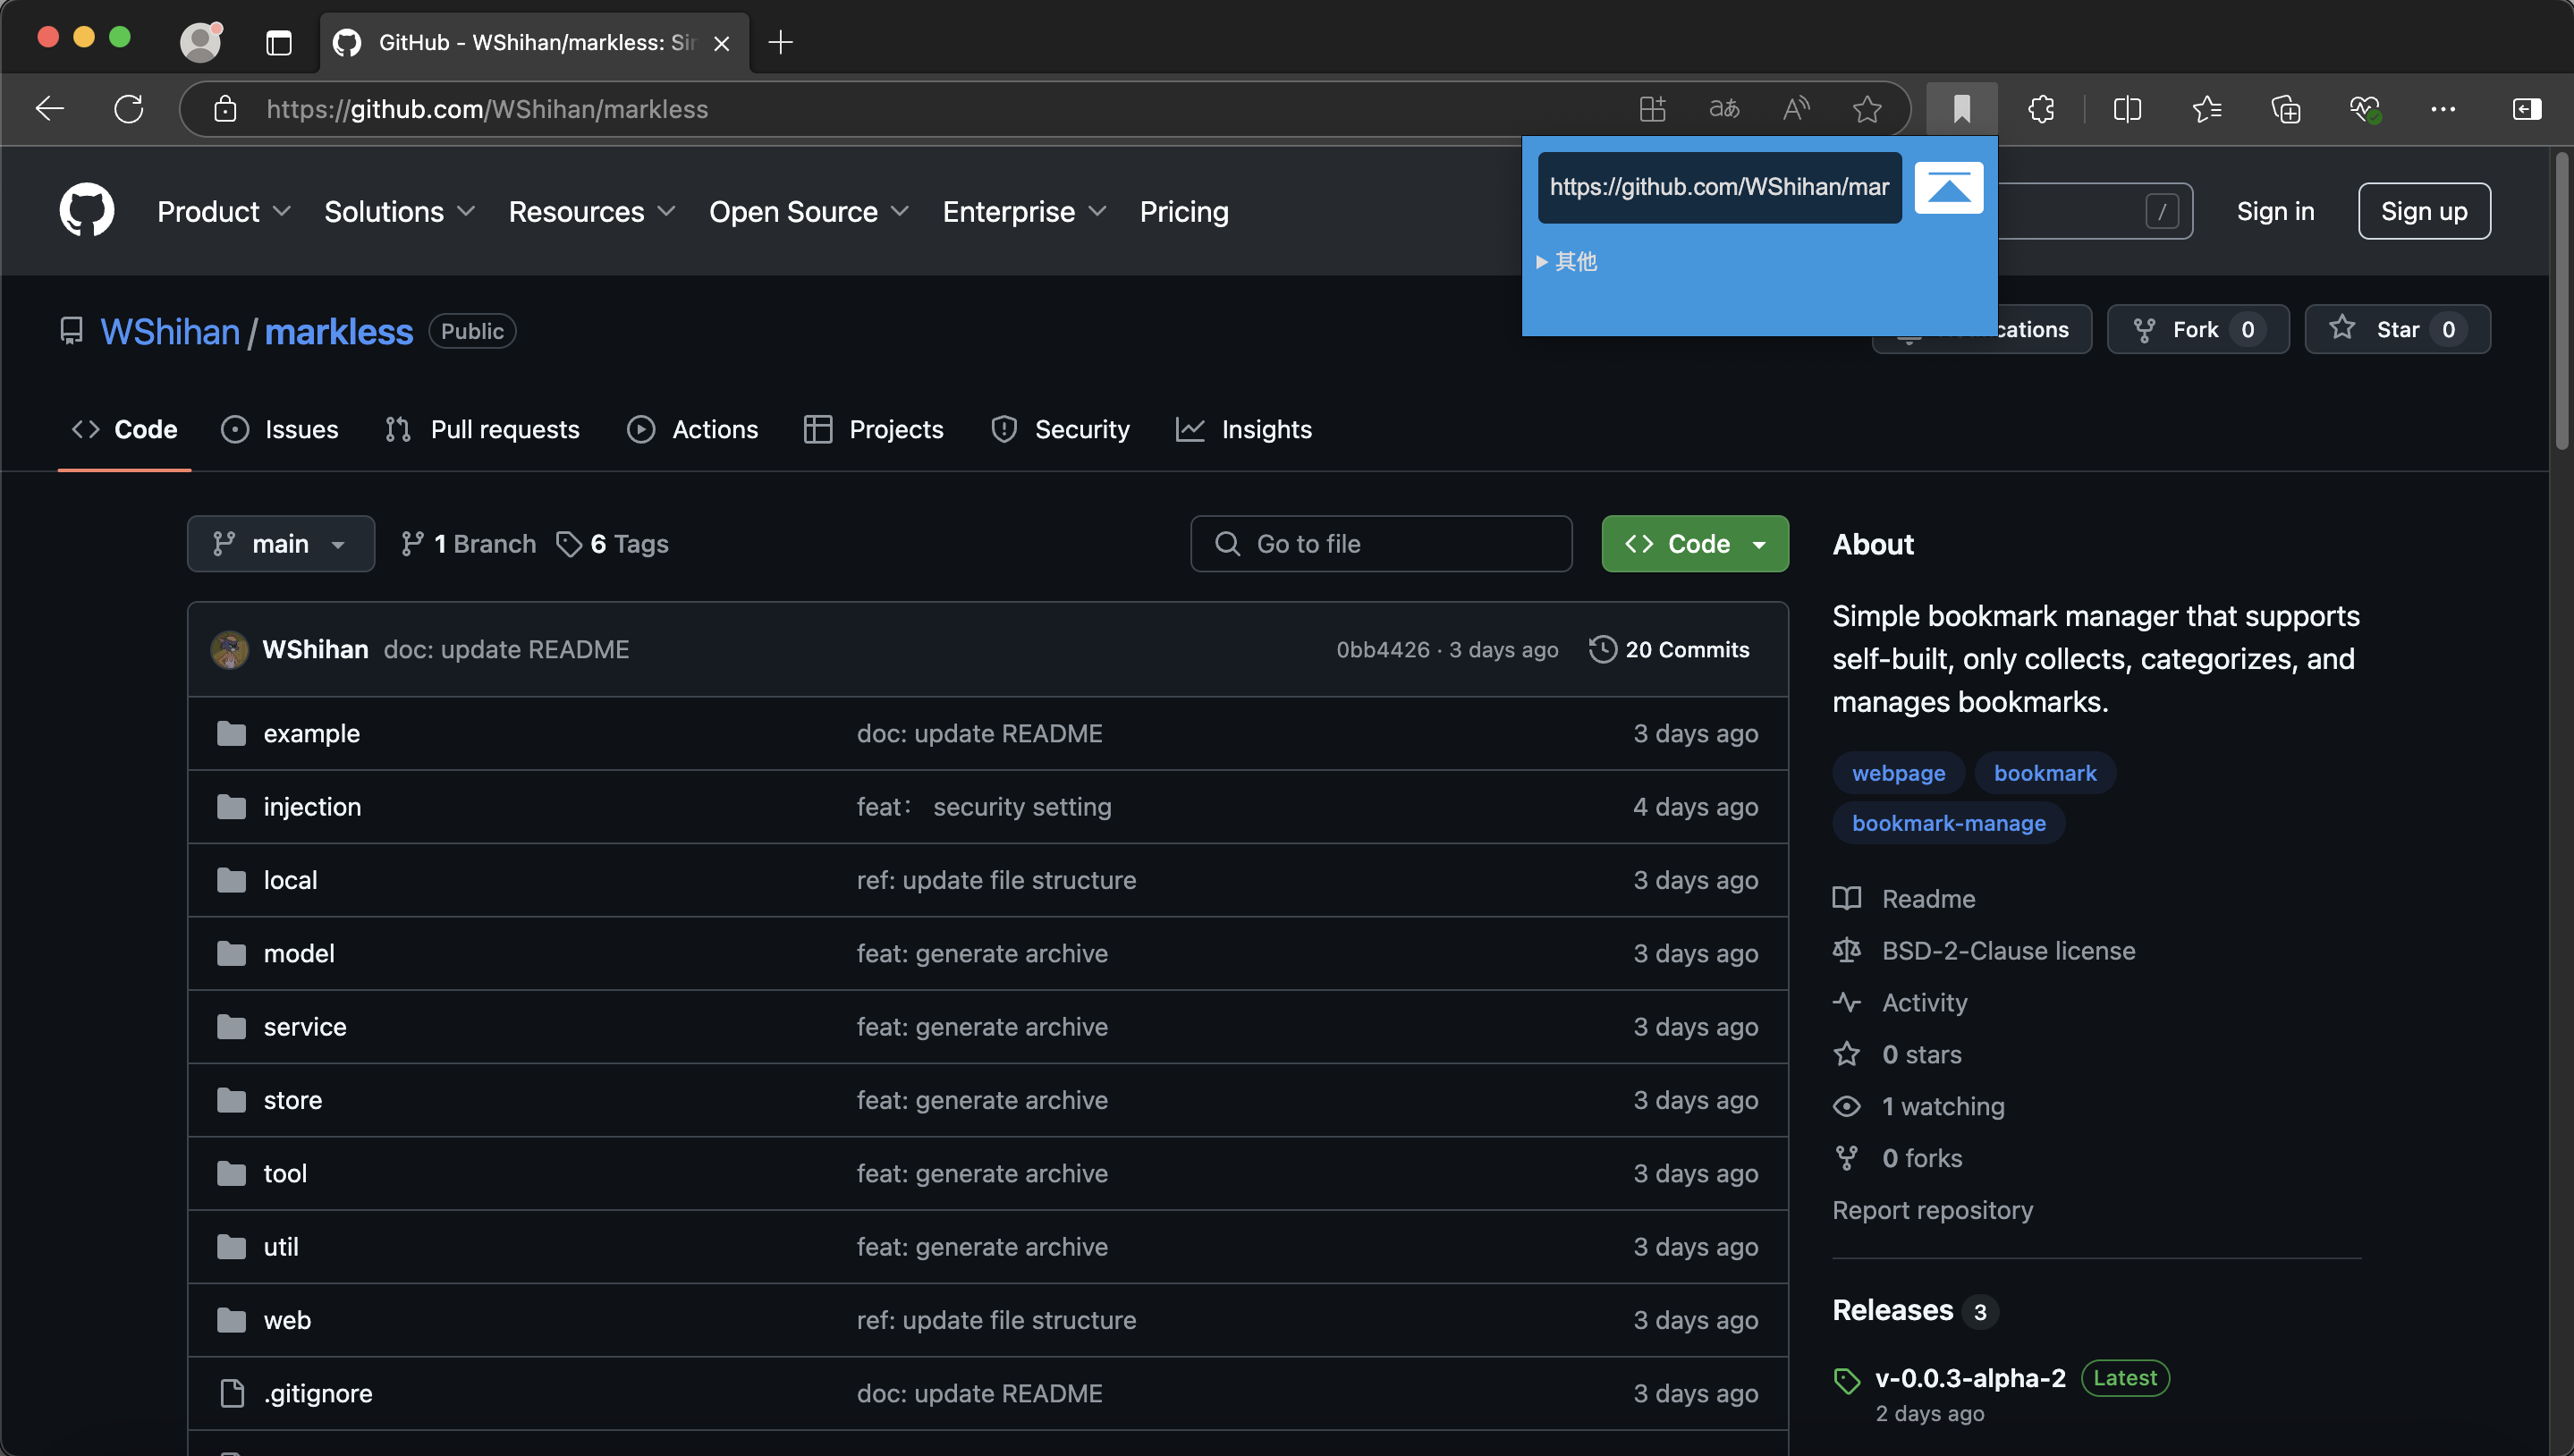 GitHub - WShihan/markless: Sir
https://github.com/WShihan/markless
aあ
https://github.com/WShihan/mar
其他
Product Solutions Resources Open Source Enterprise Pricing
/ Sign in Sign up
WShihan / markless Public
cations Fork 0 Star 0
Code Issues Pull requests Actions Projects Security Insights
main 1 Branch 6 Tags Go to file Code
WShihan doc: update README 0bb4426 · 3 days ago 20 Commits
example doc: update README 3 days ago
injection feat： security setting 4 days ago
local ref: update file structure 3 days ago
model feat: generate archive 3 days ago
service feat: generate archive 3 days ago
store feat: generate archive 3 days ago
tool feat: generate archive 3 days ago
util feat: generate archive 3 days ago
web ref: update file structure 3 days ago
.gitignore doc: update README 3 days ago
About
Simple bookmark manager that supports
self-built, only collects, categorizes, and
manages bookmarks.
webpage bookmark
bookmark-manage
Readme
BSD-2-Clause license
Activity
0 stars
1 watching
0 forks
Report repository
Releases 3
v-0.0.3-alpha-2 Latest
2 days ago